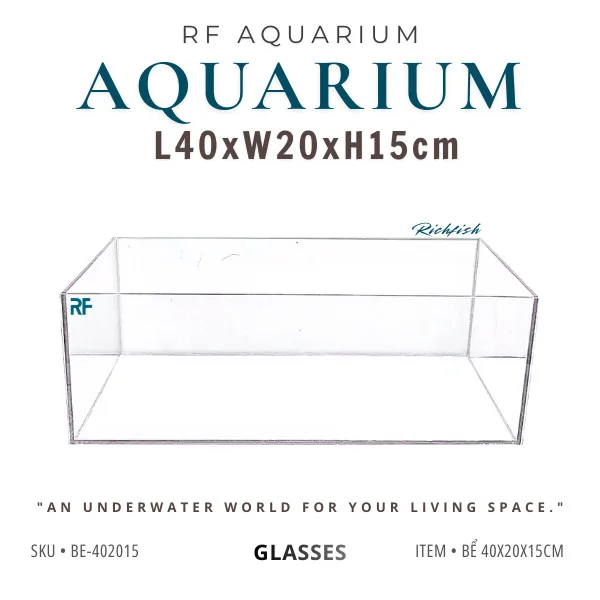 RF AQUARIUM
AQUARIUM
L40xW20xH15cm
Richfish
RF
"AN UNDERWATER WORLD FOR YOUR LIVING SPACE."
SKU • BE-402015
GLASSES
ITEM • BỂ 40X20X15CM